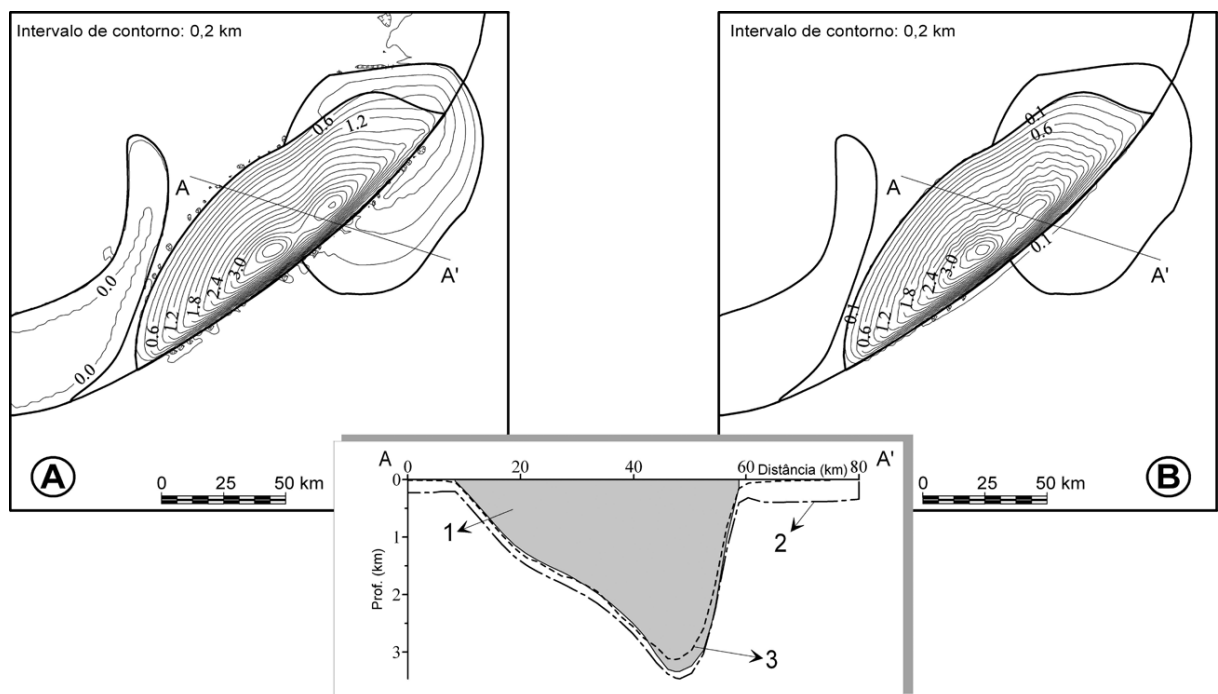 Intervalo de contorno: 0,2 km
0.6
1.2
A
3.0
2.4
1.8
1.2
0.6
0.0
0.0
A'
A
0 25 50 km
Intervalo de contorno: 0,2 km
0.1
0.6
A
3.0
2.4
1.8
1.2
0.6
0.1
0.1
A'
B
0 25 50 km
A A'
0 20 40 60 Distância (km) 80
0
1
2
3
Prof. (km)
1
2
3